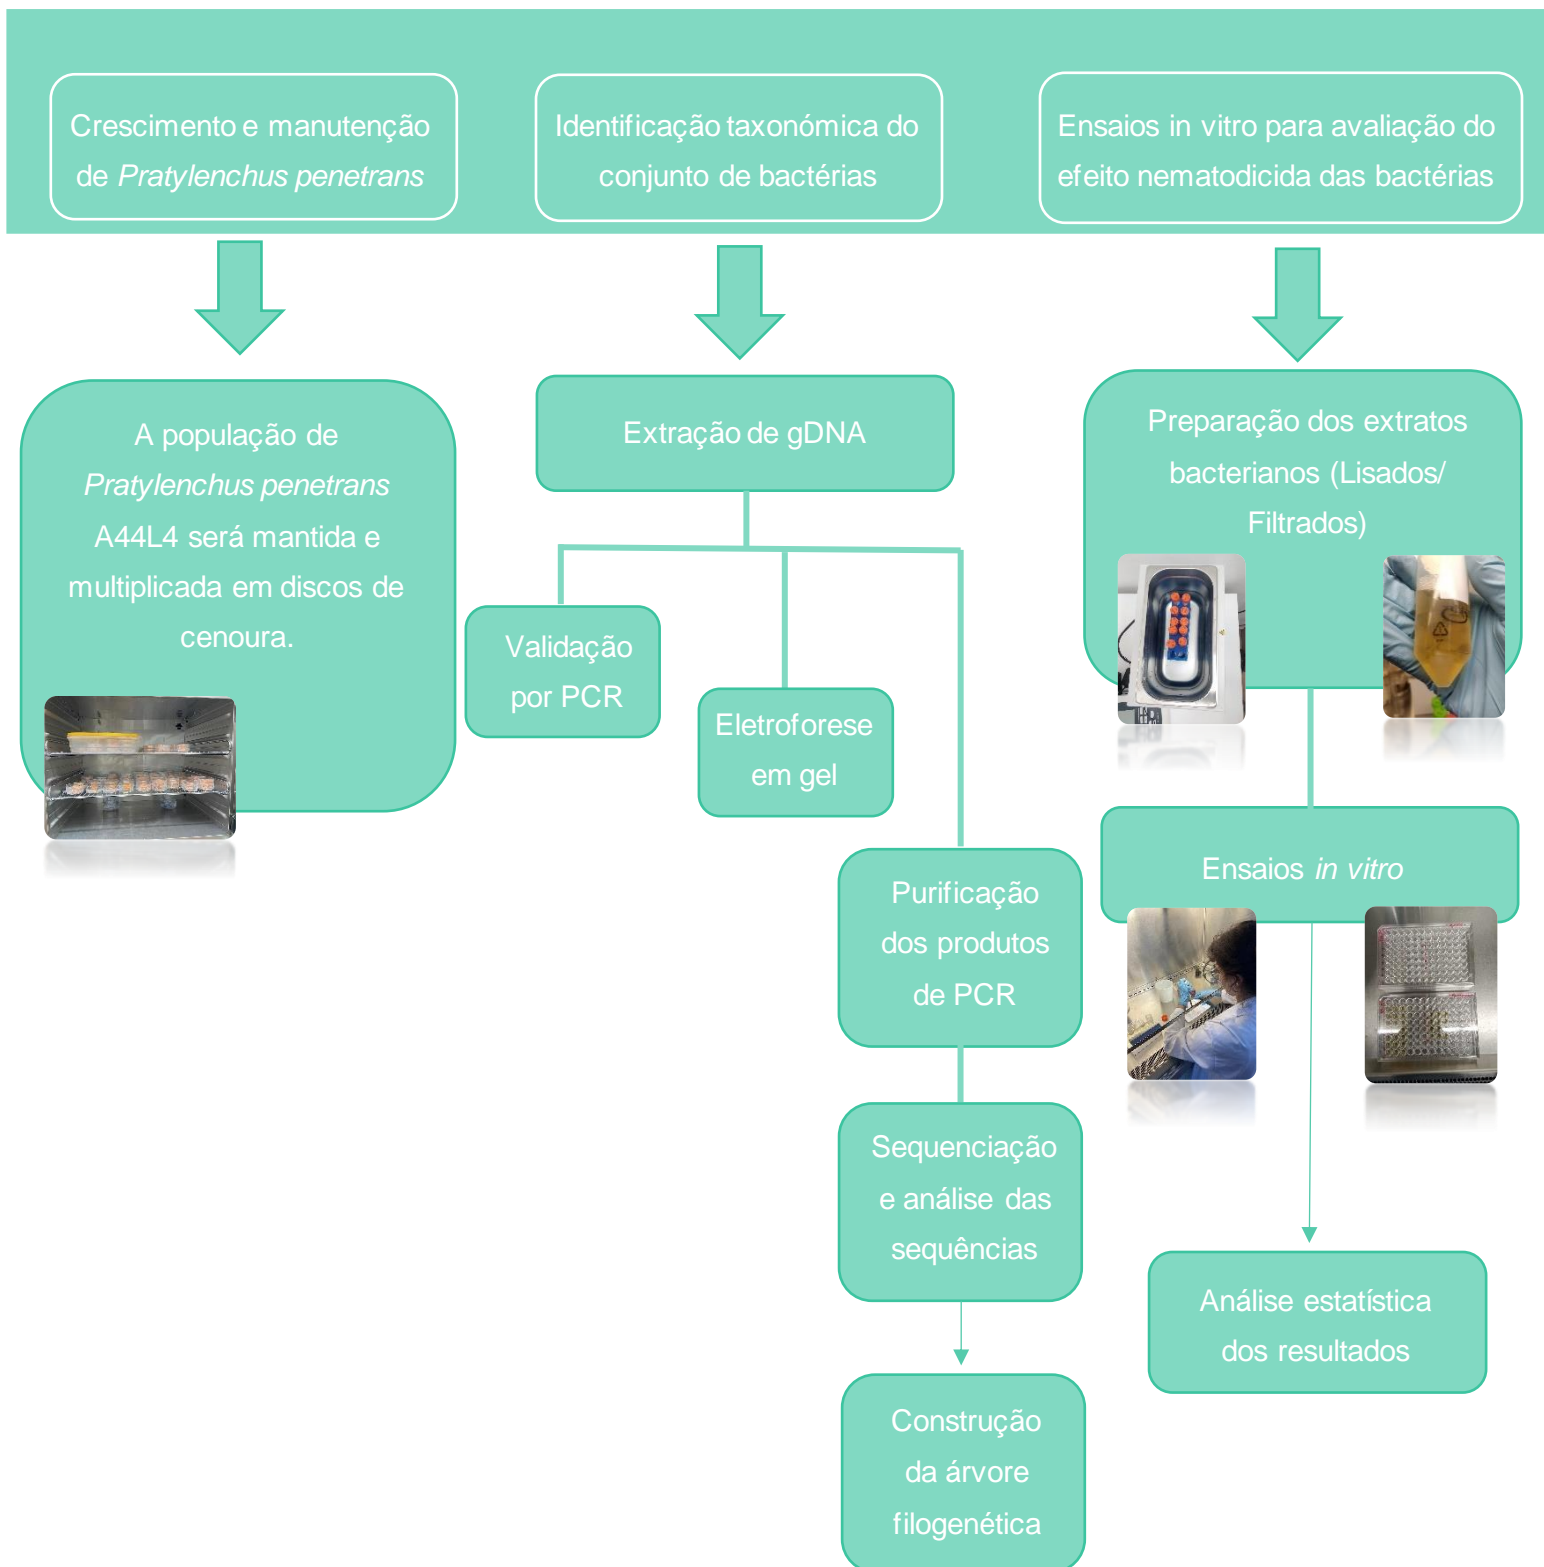 Crescimento e manutenção
de Pratylenchus penetrans
Identificação taxonómica do
conjunto de bactérias
Ensaios in vitro para avaliação do
efeito nematodicida das bactérias
A população de
Pratylenchus penetrans
A44L4 será mantida e
multiplicada em discos de
cenoura.
Extração de gDNA
Validação
por PCR
Eletroforese
em gel
Purificação
dos produtos
de PCR
Sequenciação
e análise das
sequências
Construção
da árvore
filogenética
Preparação dos extratos
bacterianos (Lisados/
Filtrados)
Ensaios in vitro
Análise estatística
dos resultados